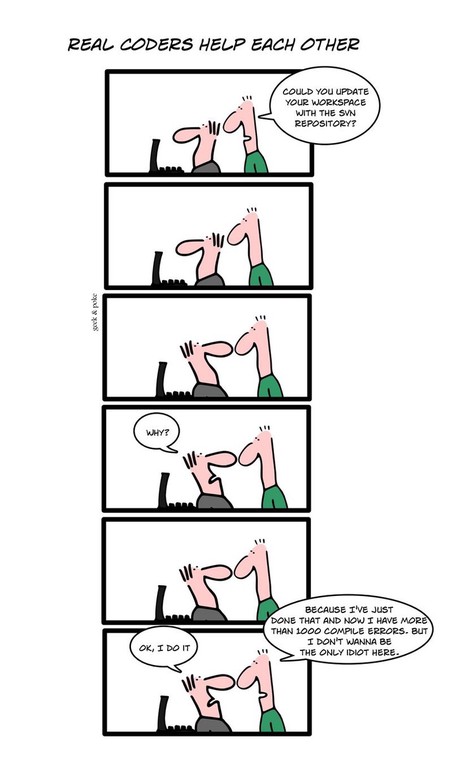 REAL CODERS HELP EACH OTHER
COULD YOU UPDATE
YOUR WORKSPACE
WITH THE SVN
REPOSITORY?
geek & poke
WHY?
BECAUSE I'VE JUST
DONE THAT AND NOW I HAVE MORE
THAN 1000 COMPILE ERRORS. BUT
I DON'T WANNA BE
THE ONLY IDIOT HERE.
OK, I DO IT